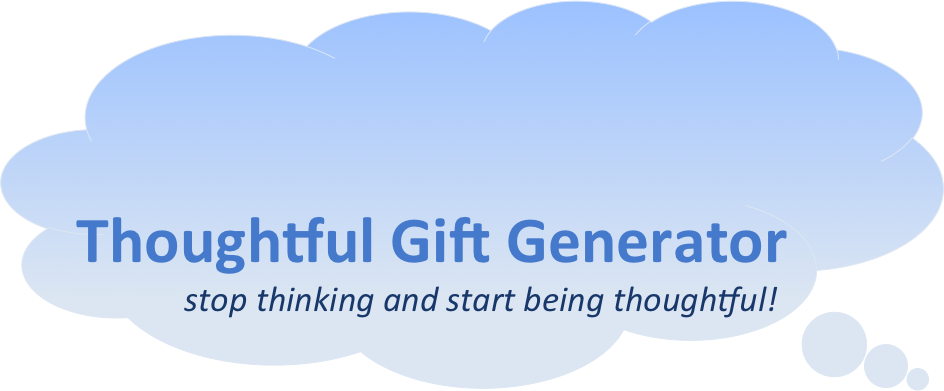 Thoughtful Gift Generator
stop thinking and start being thoughtful!